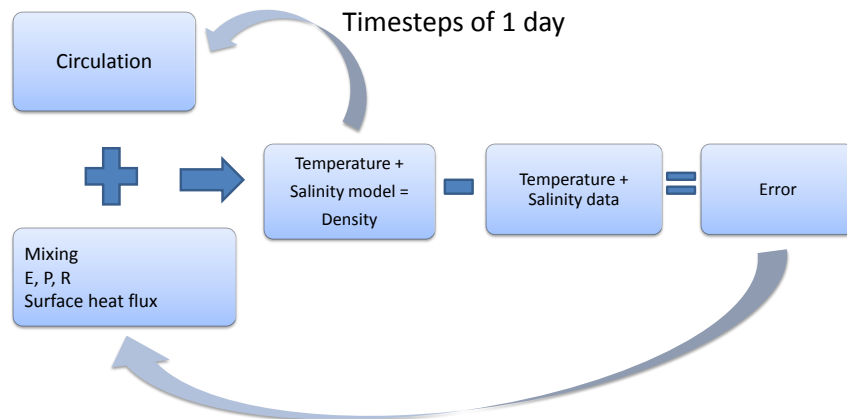 Timesteps of 1 day
Circulation
Temperature +
Salinity model =
Density
Temperature +
Salinity data
Error
Mixing
E, P, R
Surface heat flux